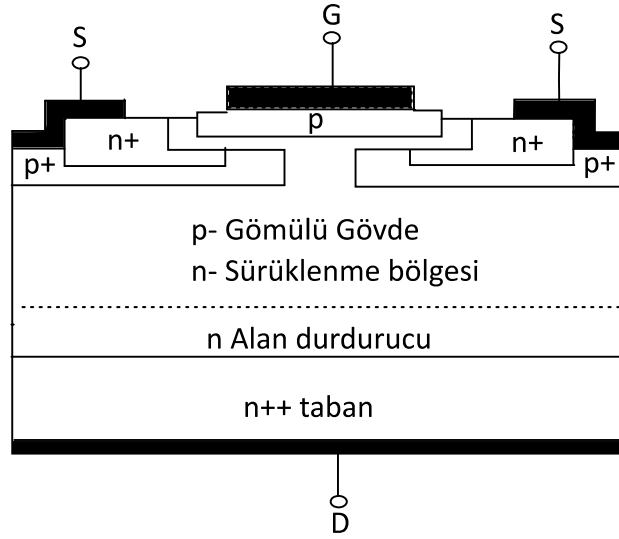 G
S
S
p
n+
n+
p+
p+
p- Gömülü Gövde
n- Sürüklenme bölgesi
n Alan durdurucu
n++ taban
D